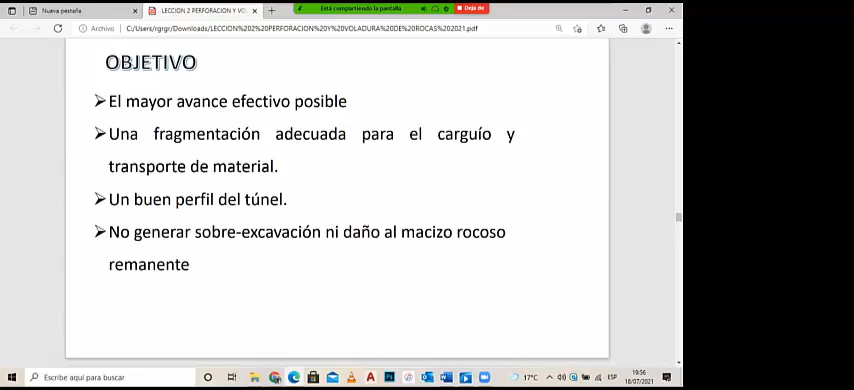 Nueva pestaña
LECCION 2 PERFORACION Y VO
Está compartiendo la pantalla
Deja de
Archivo | C:/Users/rgrgr/Downloads/LECCION%202%20PERFORACION%20Y%20VOLADURA%20DE%20ROCAS%202021.pdf
OBJETIVO
➢El mayor avance efectivo posible
➢Una fragmentación adecuada para el carguío y
transporte de material.
➢Un buen perfil del túnel.
➢No generar sobre-excavación ni daño al macizo rocoso
remanente
Escribe aquí para buscar
17°C
ESP
19:56
18/07/2021